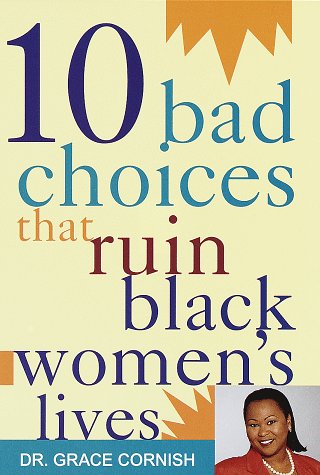 10 bad
choices
that ruin
black
women's
lives
DR. GRACE CORNISH